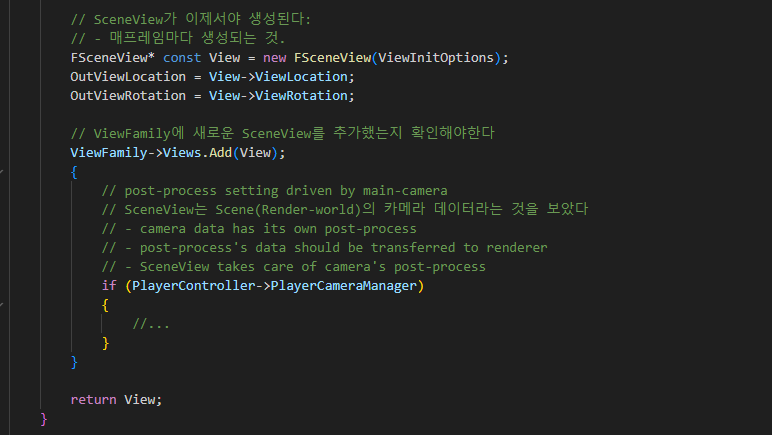 // SceneView가 이제서야 생성된다:
// - 매프레임마다 생성되는 것.
FSceneView* const View = new FSceneView(ViewInitOptions);
OutViewLocation = View->ViewLocation;
OutViewRotation = View->ViewRotation;
// ViewFamily에 새로운 SceneView를 추가했는지 확인해야한다
ViewFamily->Views.Add(View);
{
// post-process setting driven by main-camera
// SceneView는 Scene(Render-world)의 카메라 데이터라는 것을 보았다
// - camera data has its own post-process
// - post-process's data should be transferred to renderer
// - SceneView takes care of camera's post-process
if (PlayerController->PlayerCameraManager)
{
//...
}
}
return View;
}